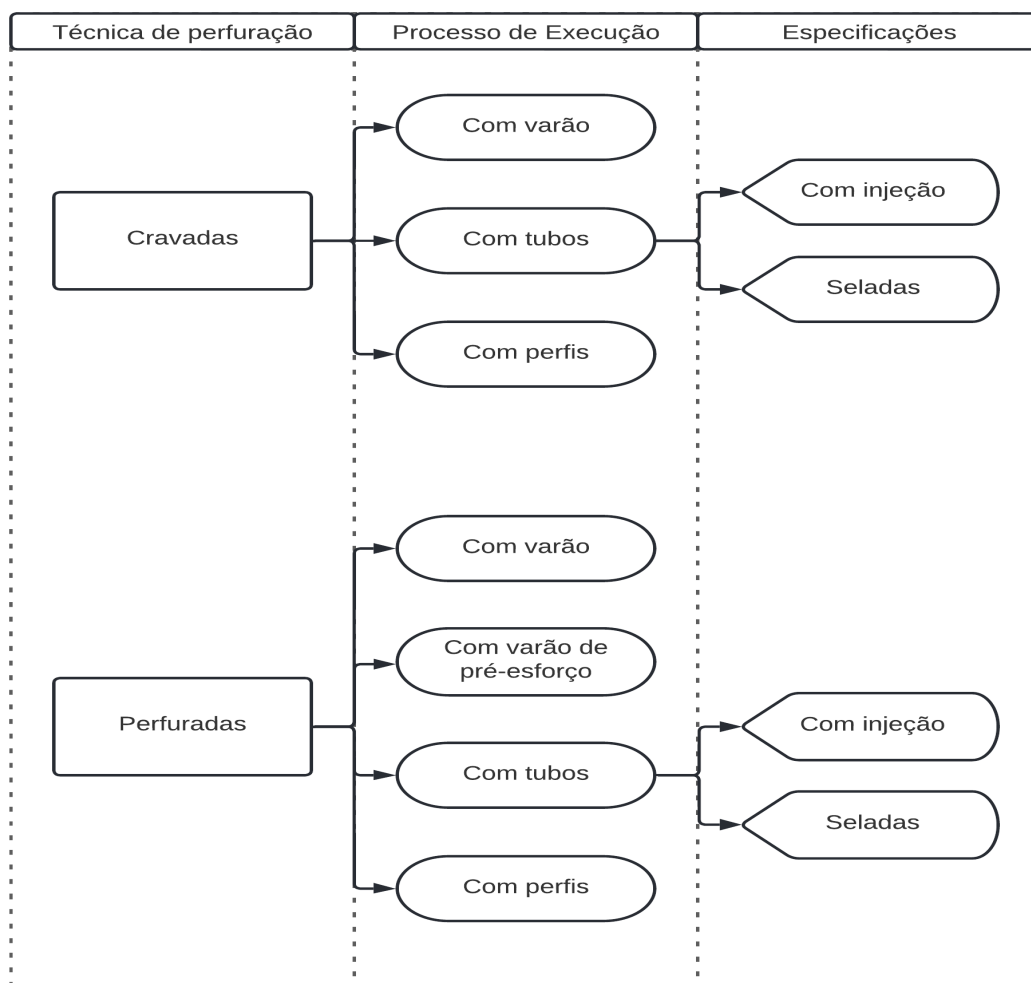 Técnica de perfuração
Processo de Execução
Especificações
Com varão
Com injeção
Cravadas
Com tubos
Seladas
Com perfis
Com varão
Com varão de
pré-esforço
Perfuradas
Com injeção
Com tubos
Seladas
Com perfis